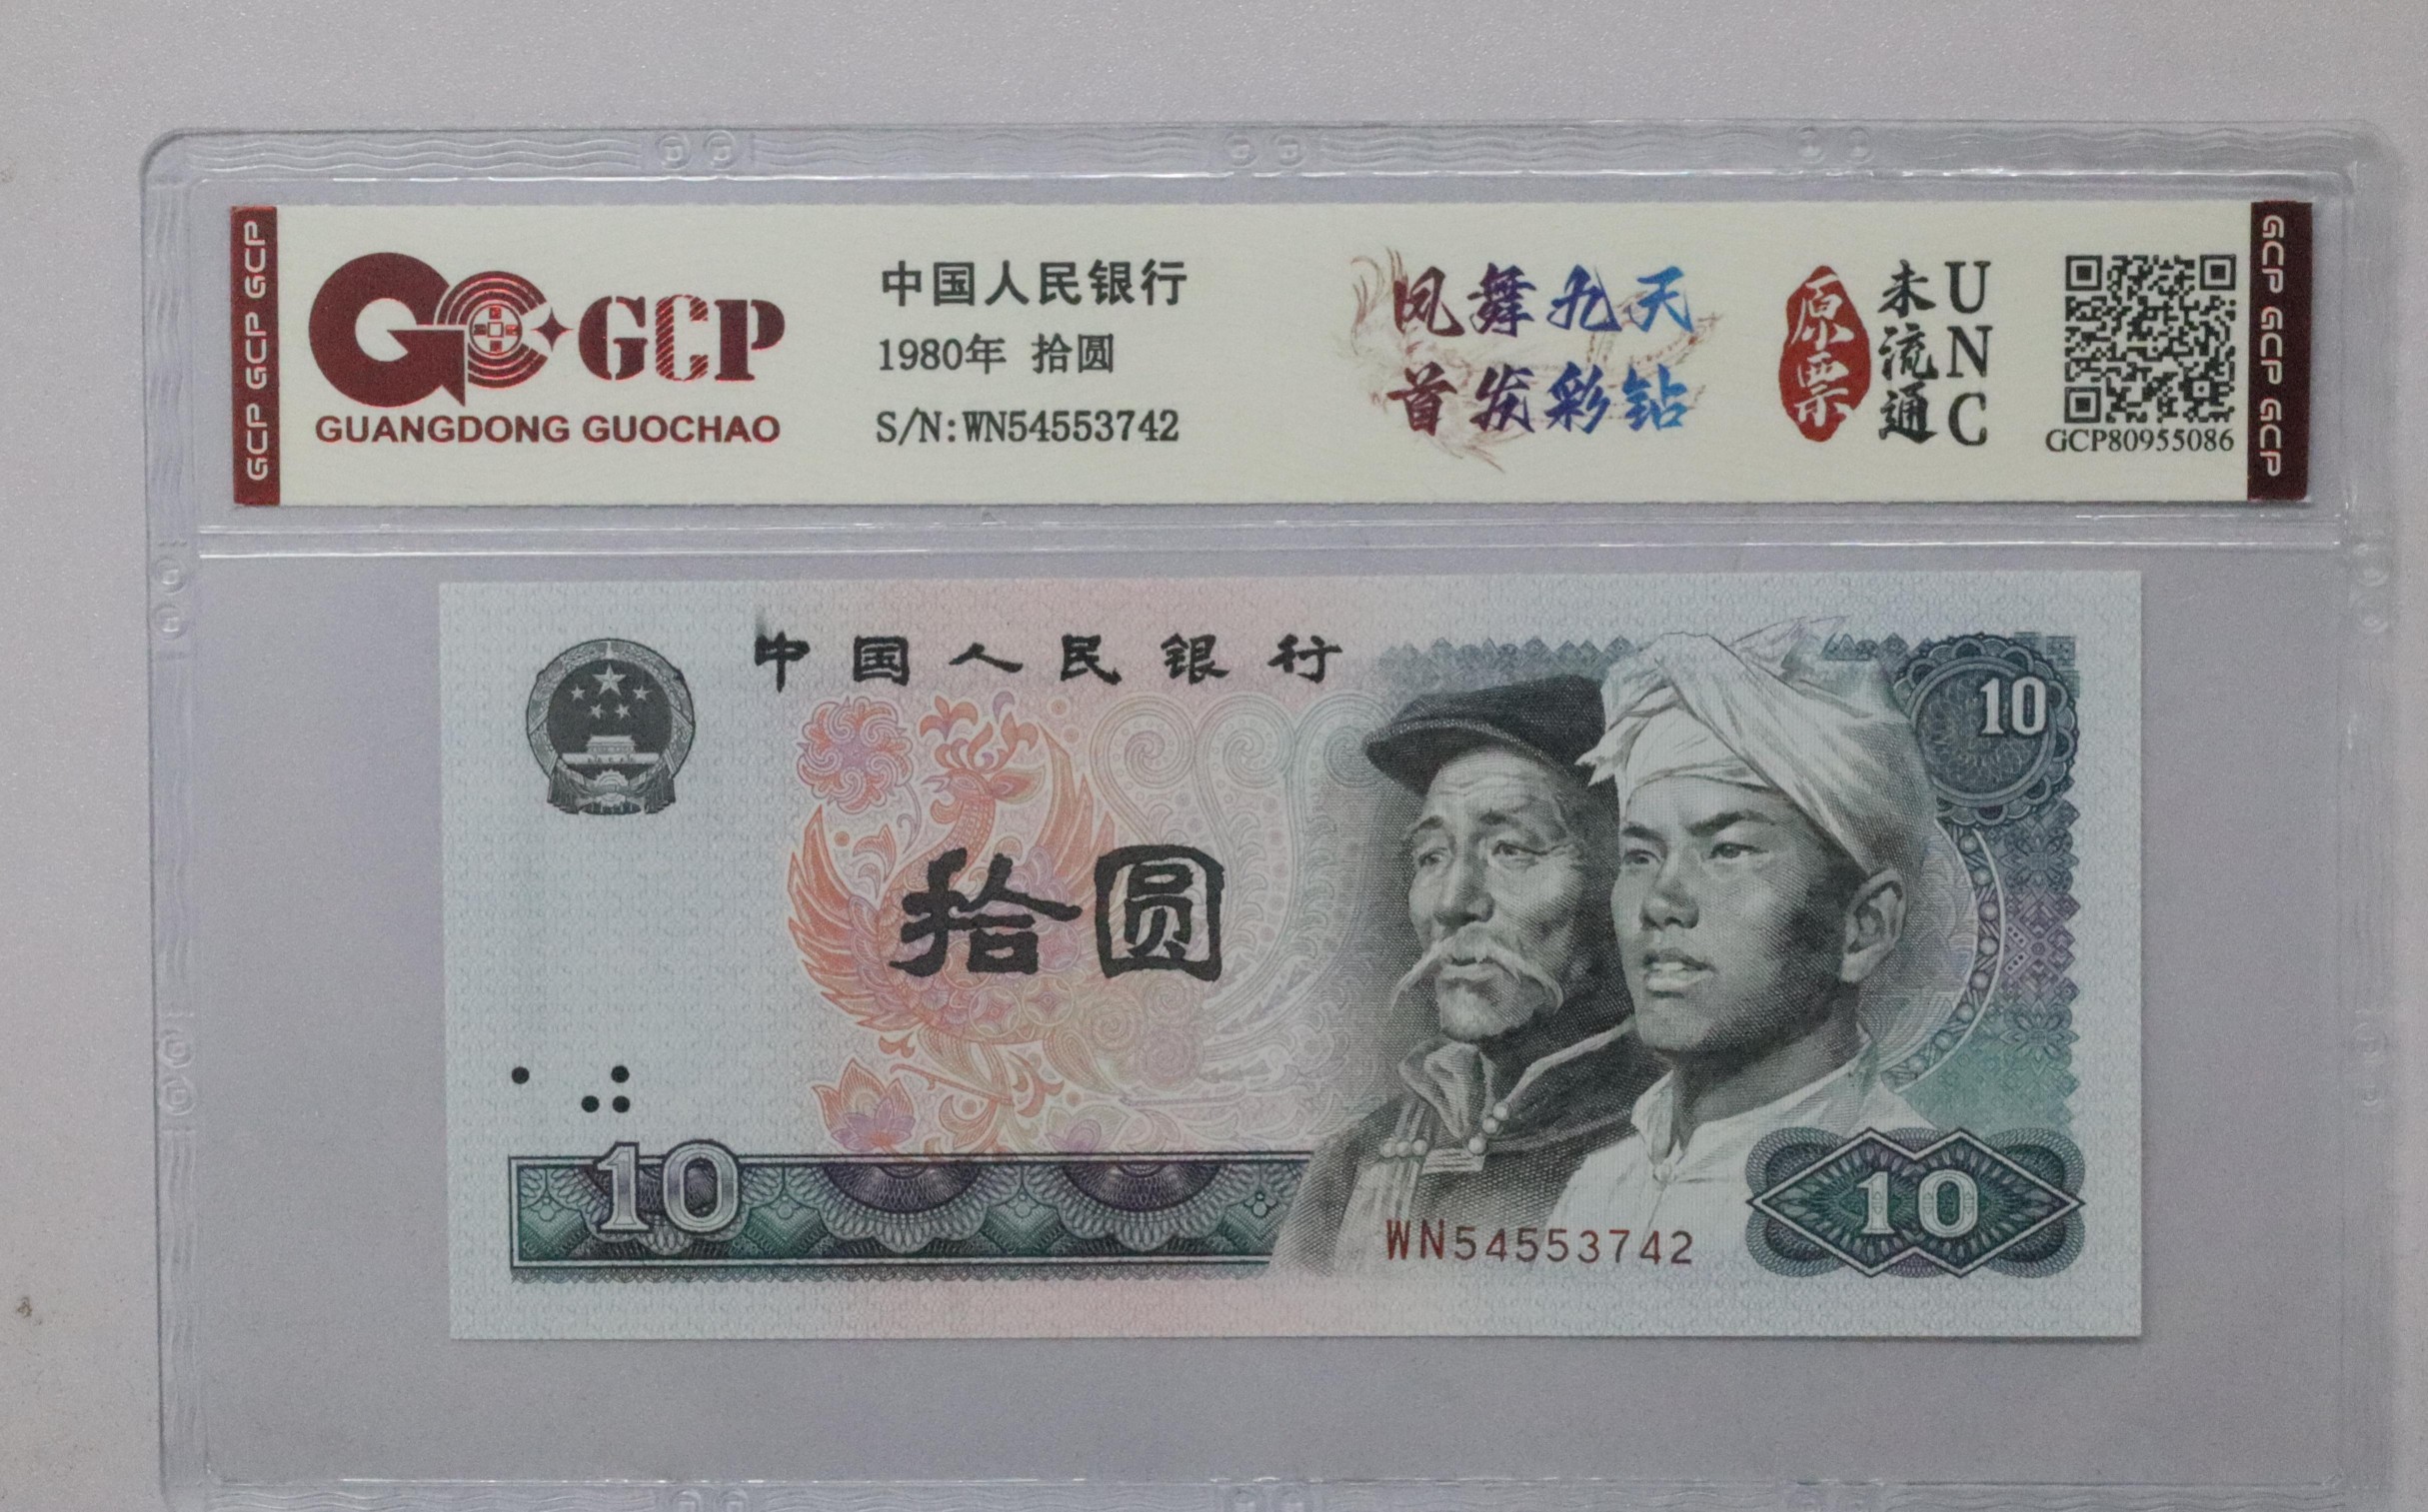 GCP GCP GCP
GCP
GUANGDONG GUOCHAO
中国人民银行
1980年 拾圆
S/N:WN54553742
凤舞九天
首发彩钻
原票
未流通
UNC
GCP80955086
GCP GCP GCP
中国人民银行
10
拾圆
10
WN54553742
10